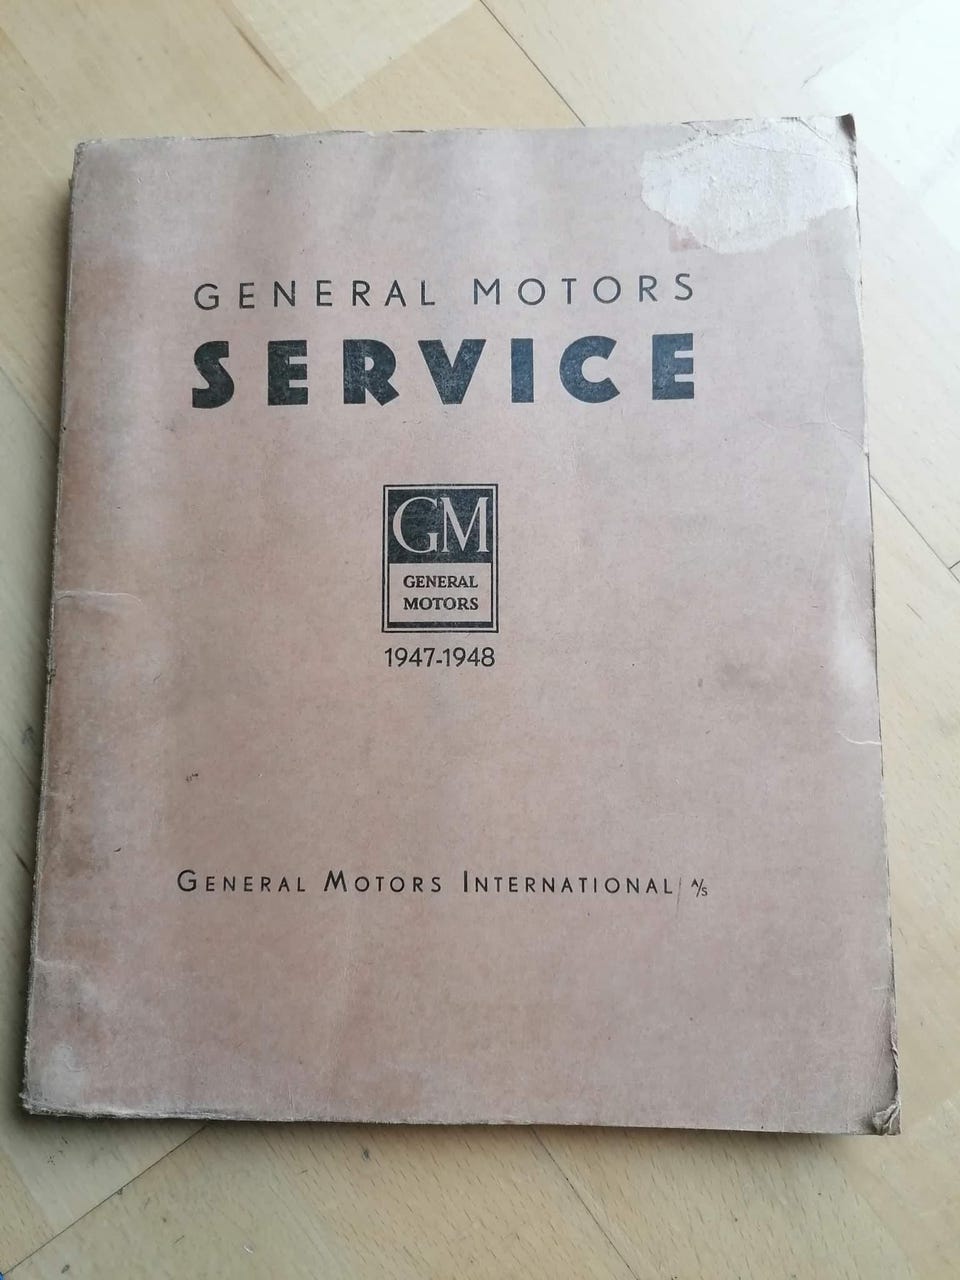 GENERAL MOTORS
SERVICE
GM
GENERAL
MOTORS
1947-1948
GENERAL MOTORS INTERNATIONAL A/S